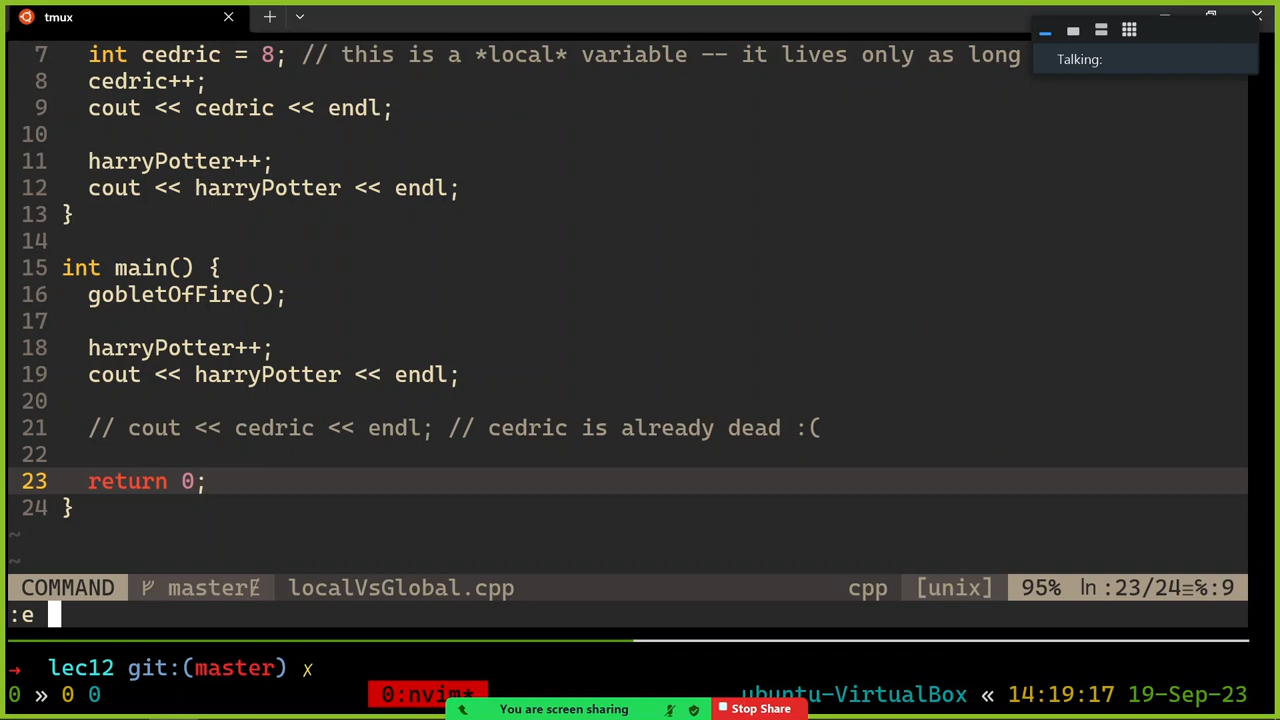 tmux
Talking:
7 int cedric = 8; // this is a *local* variable -- it lives only as long
8 cedric++;
9 cout << cedric << endl;
10
11 harryPotter++;
12 cout << harryPotter << endl;
13 }
14
15 int main() {
16 gobletOfFire();
17
18 harryPotter++;
19 cout << harryPotter << endl;
20
21 // cout << cedric << endl; // cedric is already dead :(
22
23 return 0;
24 }
~
~
COMMAND master localVsGlobal.cpp cpp [unix] 95% ln :23/24≡℅:9
:e
→ lec12 git:(master) x
0 » 0 0 0:nvim* ubuntu-VirtualBox « 14:19:17 19-Sep-23
You are screen sharing Stop Share